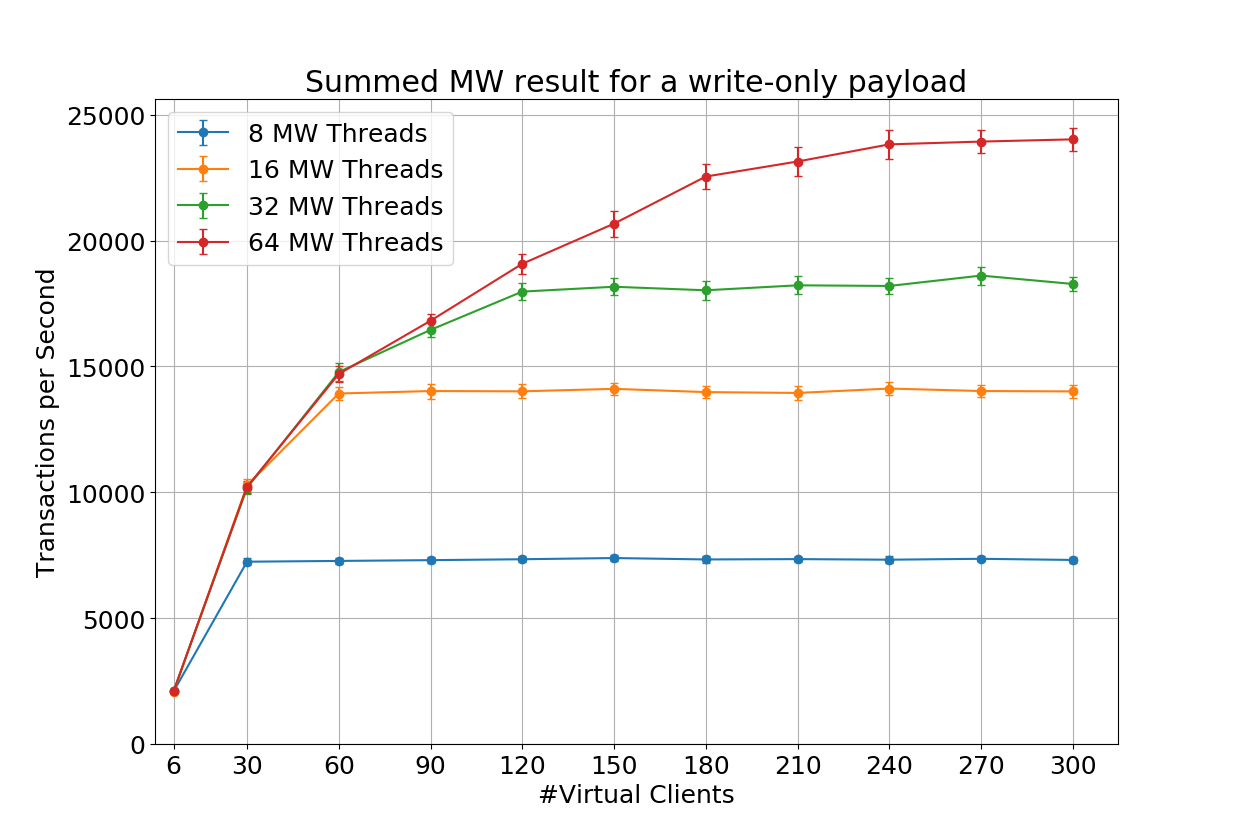 Summed MW result for a write-only payload
25000
20000
15000
10000
5000
0
Transactions per Second
8 MW Threads
16 MW Threads
32 MW Threads
64 MW Threads
6 30 60 90 120 150 180 210 240 270 300
#Virtual Clients